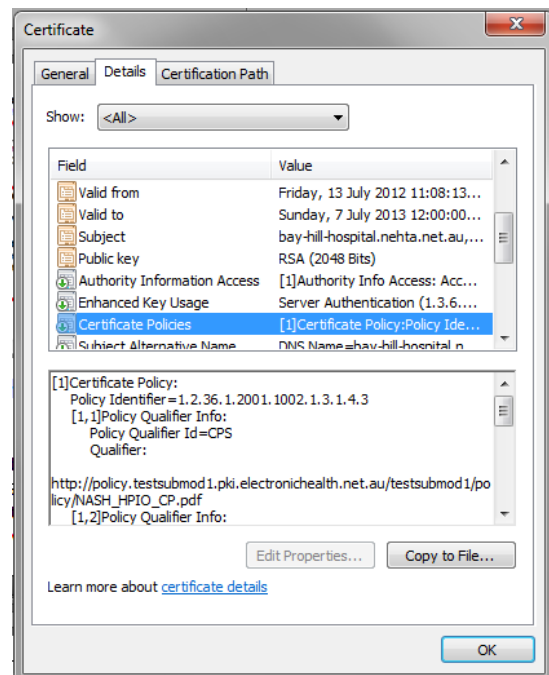 Certificate
General Details Certification Path
Show: <All>
Field Value
Valid from Friday, 13 July 2012 11:08:13...
Valid to Sunday, 7 July 2013 12:00:00...
Subject bay-hill-hospital.nehta.net.au,...
Public key RSA (2048 Bits)
Authority Information Access [1]Authority Info Access: Acc...
Enhanced Key Usage Server Authentication (1.3.6....
Certificate Policies [1]Certificate Policy:Policy Ide...
Subject Alternative Name DNS Name=bay-hill-hospital.n
[1]Certificate Policy:
Policy Identifier=1.2.36.1.2001.1002.1.3.1.4.3
[1,1]Policy Qualifier Info:
Policy Qualifier Id=CPS
Qualifier:
http://policy.testsubmod1.pki.electronichealth.net.au/testsubmod1/po
licy/NASH_HPIO_CP.pdf
[1,2]Policy Qualifier Info:
Edit Properties... Copy to File...
Learn more about certificate details
OK